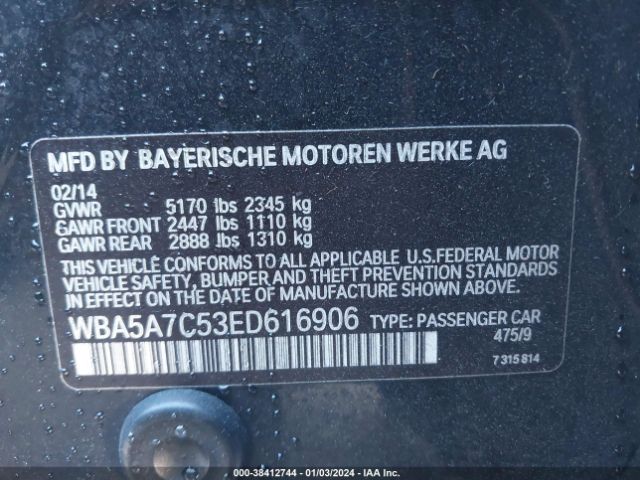 MFD BY BAYERISCHE MOTOREN WERKE AG
02/14
GVWR 5170 lbs 2345 kg
GAWR FRONT 2447 lbs 1110 kg
GAWR REAR 2888 lbs 1310 kg
THIS VEHICLE CONFORMS TO ALL APPLICABLE U.S.FEDERAL MOTOR
VEHICLE SAFETY, BUMPER AND THEFT PREVENTION STANDARDS
IN EFFECT ON THE DATE OF MANUFACTURE SHOWN ABOVE.
WBA5A7C53ED616906 TYPE: PASSENGER CAR
475/9
7 315 814
000-38412744 - 01/03/2024 - IAA Inc.